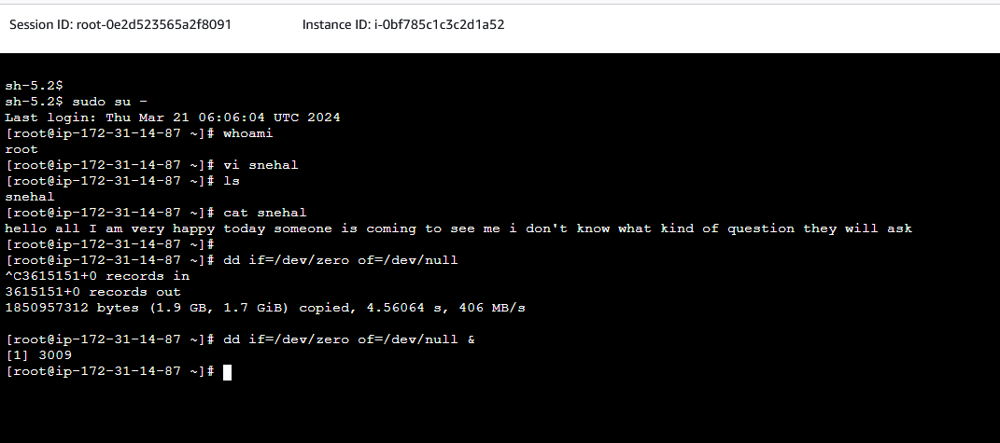 Session ID: root-0e2d523565a2f8091 Instance ID: i-0bf785c1c3c2d1a52
sh-5.2$
sh-5.2$ sudo su -
Last login: Thu Mar 21 06:06:04 UTC 2024
[root@ip-172-31-14-87 ~]# whoami
root
[root@ip-172-31-14-87 ~]# vi snehal
[root@ip-172-31-14-87 ~]# ls
snehal
[root@ip-172-31-14-87 ~]# cat snehal
hello all I am very happy today someone is coming to see me i don't know what kind of question they will ask
[root@ip-172-31-14-87 ~]#
[root@ip-172-31-14-87 ~]# dd if=/dev/zero of=/dev/null
^C3615151+0 records in
3615151+0 records out
1850957312 bytes (1.9 GB, 1.7 GiB) copied, 4.56064 s, 406 MB/s
[root@ip-172-31-14-87 ~]# dd if=/dev/zero of=/dev/null &
[1] 3009
[root@ip-172-31-14-87 ~]#